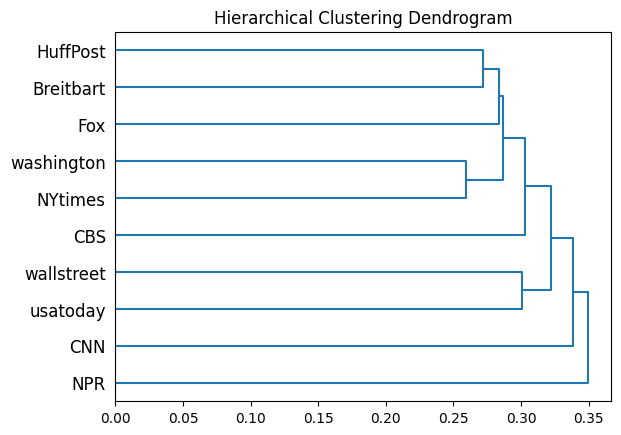 Hierarchical Clustering Dendrogram
HuffPost
Breitbart
Fox
washington
NYtimes
CBS
wallstreet
usatoday
CNN
NPR
0.00 0.05 0.10 0.15 0.20 0.25 0.30 0.35